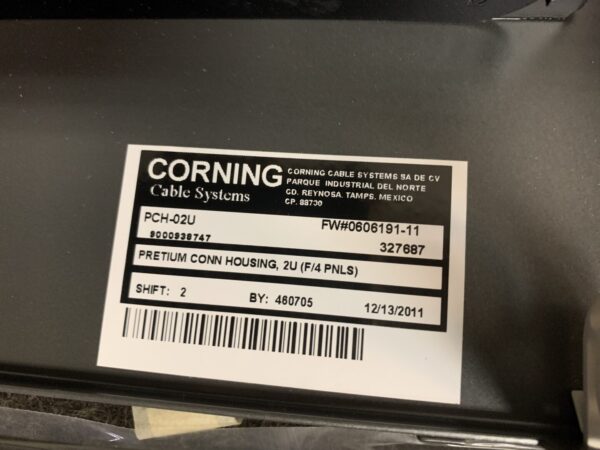 CORNING
Cable Systems
CORNING CABLE SYSTEMS SA DE CV
PARQUE INDUSTRIAL DEL NORTE
CD. REYNOSA. TAMPS. MEXICO
CP. 88730
PCH-02U
FW#0606191-11
9000938747
327687
PRETIUM CONN HOUSING, 2U (F/4 PNLS)
SHIFT: 2
BY: 460705
12/13/2011